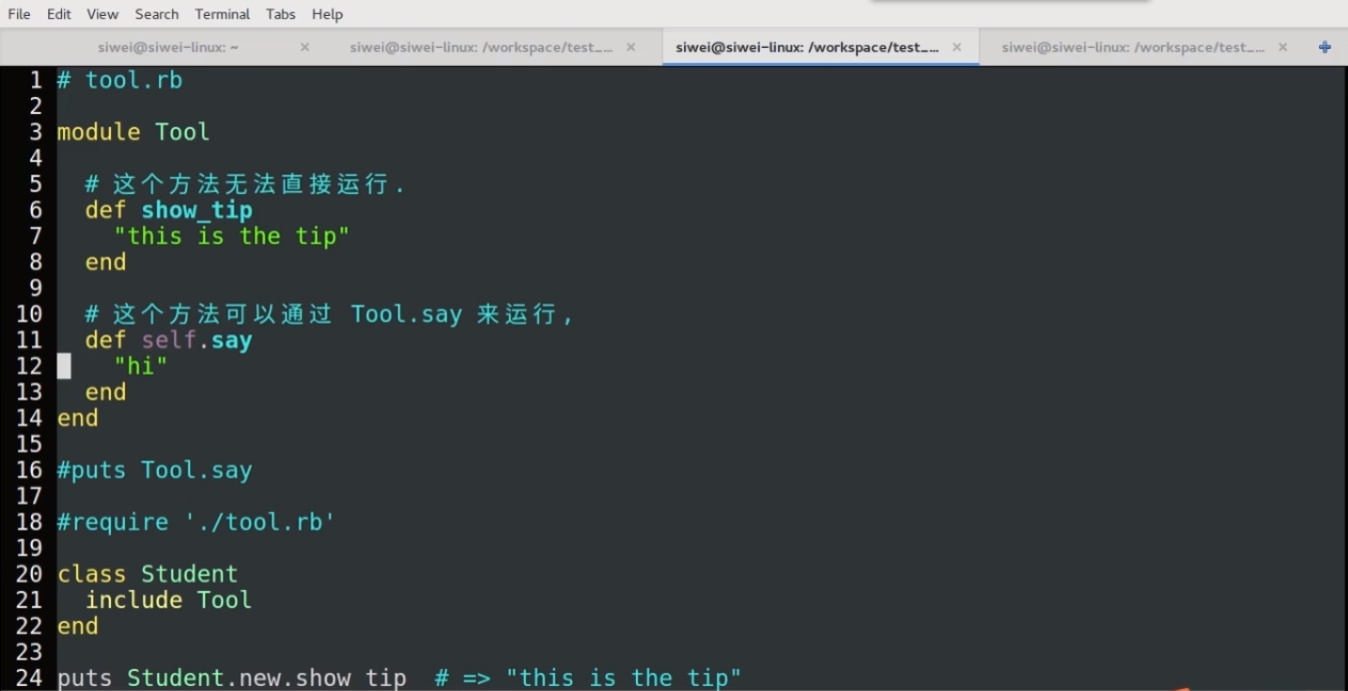 File Edit View Search Terminal Tabs Help
siwei@siwei-linux: ~ × siwei@siwei-linux: /workspace/test_... × siwei@siwei-linux: /workspace/test_... × siwei@siwei-linux: /workspace/test_... ×
1 # tool.rb
2
3 module Tool
4
5   # 这个方法无法直接运行.
6   def show_tip
7     "this is the tip"
8   end
9
10   # 这个方法可以通过 Tool.say 来运行,
11   def self.say
12     "hi"
13   end
14 end
15
16 #puts Tool.say
17
18 #require './tool.rb'
19
20 class Student
21   include Tool
22 end
23
24 puts Student.new.show_tip  # => "this is the tip"